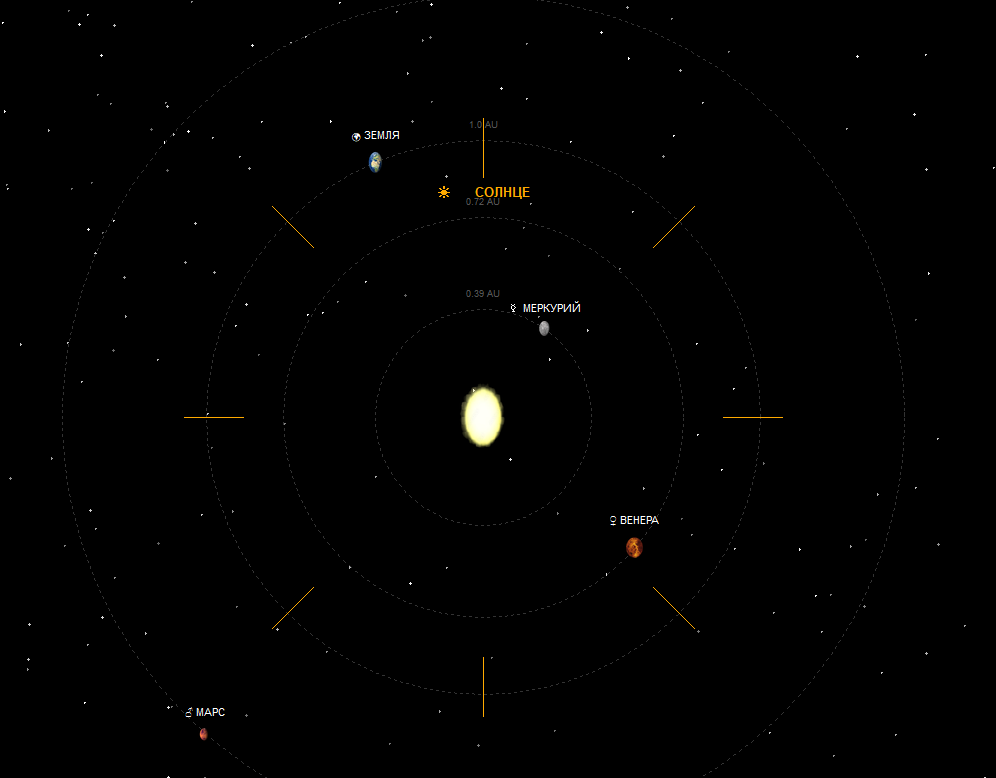 1.0 AU
ЗЕМЛЯ
СОЛНЦЕ
0.72 AU
0.39 AU
☿ МЕРКУРИЙ
♀ ВЕНЕРА
♂ МАРС